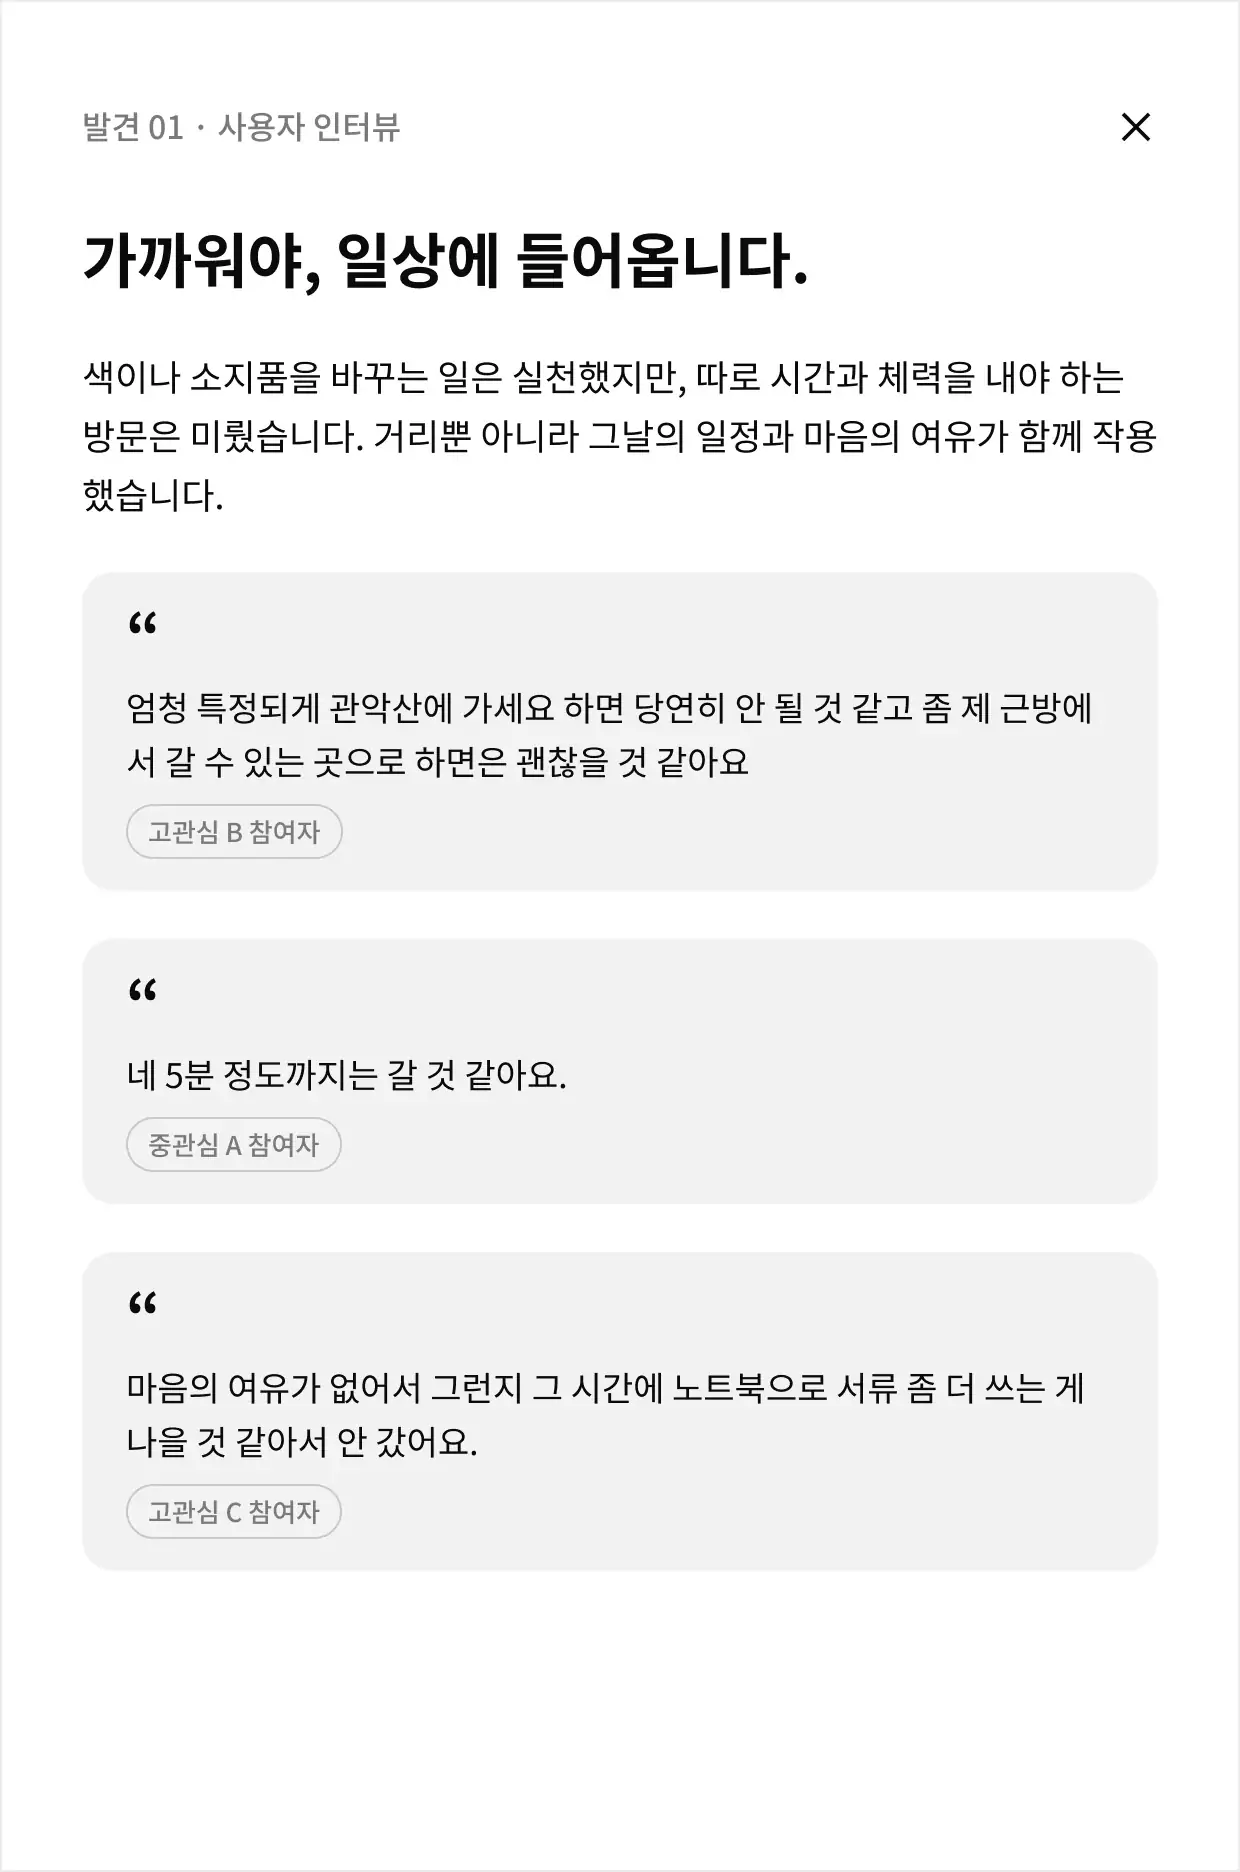 발견 01 · 사용자 인터뷰
가까워야, 일상에 들어옵니다.
색이나 소지품을 바꾸는 일은 실천했지만, 따로 시간과 체력을 내야 하는
방문은 미뤘습니다. 거리뿐 아니라 그날의 일정과 마음의 여유가 함께 작용
했습니다.
“
엄청 특정되게 관악산에 가세요 하면 당연히 안 될 것 같고 좀 제 근방에
서 갈 수 있는 곳으로 하면은 괜찮을 것 같아요
고관심 B 참여자
“
네 5분 정도까지는 갈 것 같아요.
중관심 A 참여자
“
마음의 여유가 없어서 그런지 그 시간에 노트북으로 서류 좀 더 쓰는 게
나을 것 같아서 안 갔어요.
고관심 C 참여자